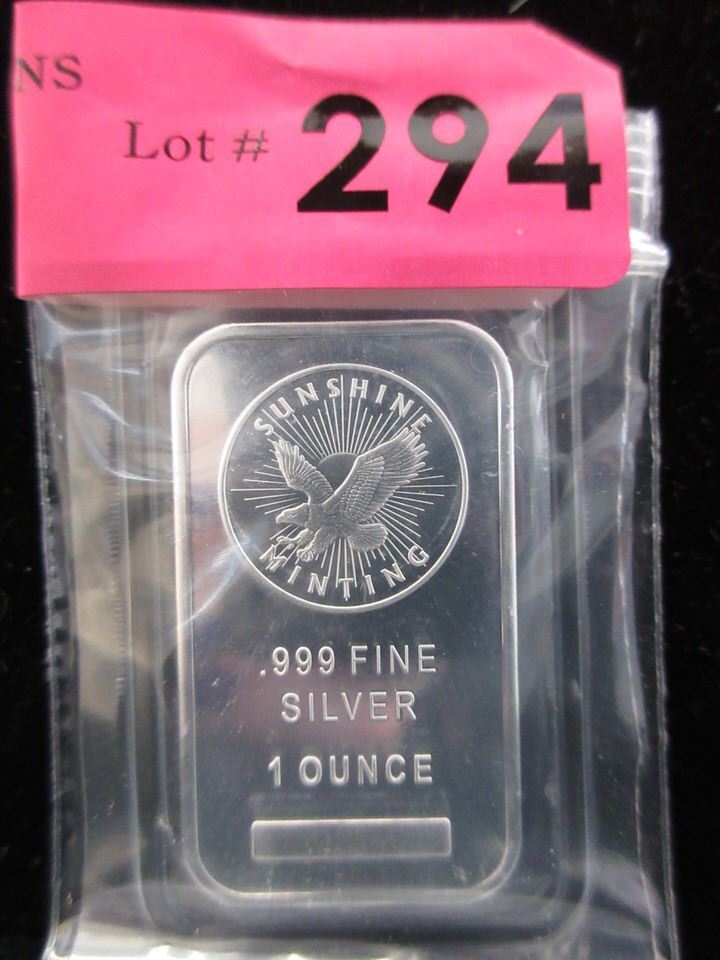 NS
Lot # 294
SUNSHINE
MINTING
.999 FINE
SILVER
1 OUNCE